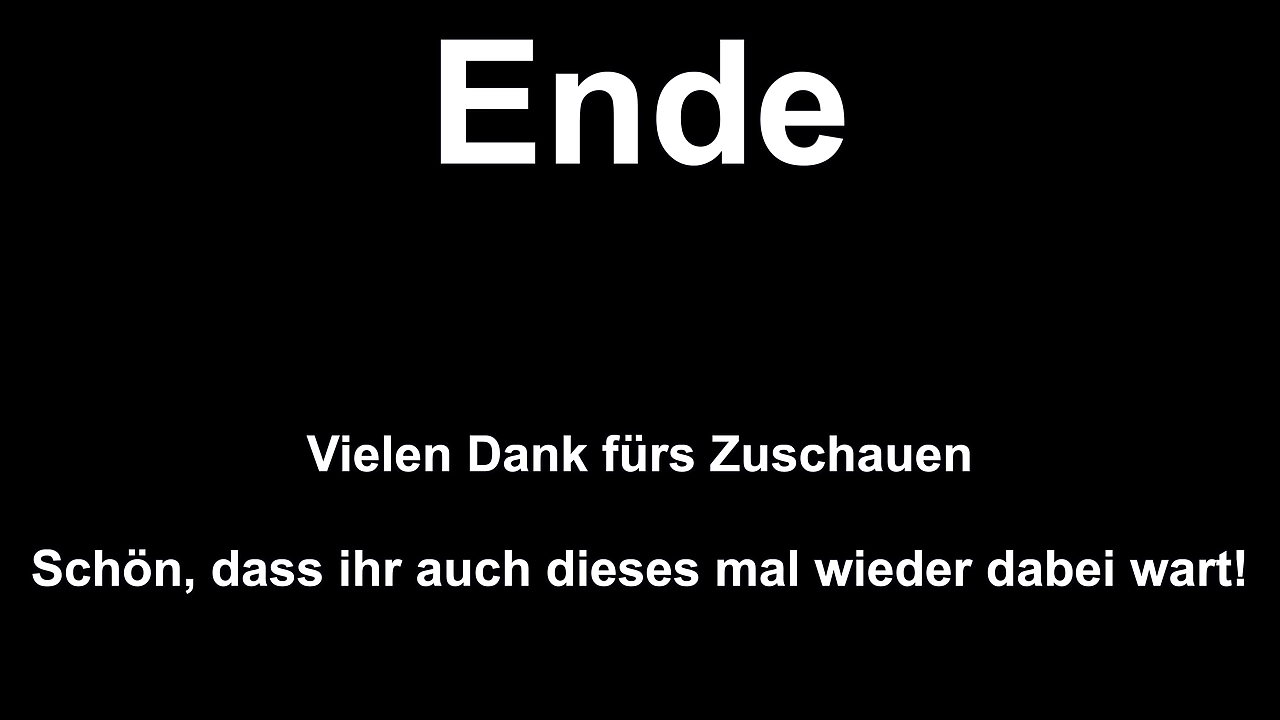 Ende
Vielen Dank fürs Zuschauen
Schön, dass ihr auch dieses mal wieder dabei wart!